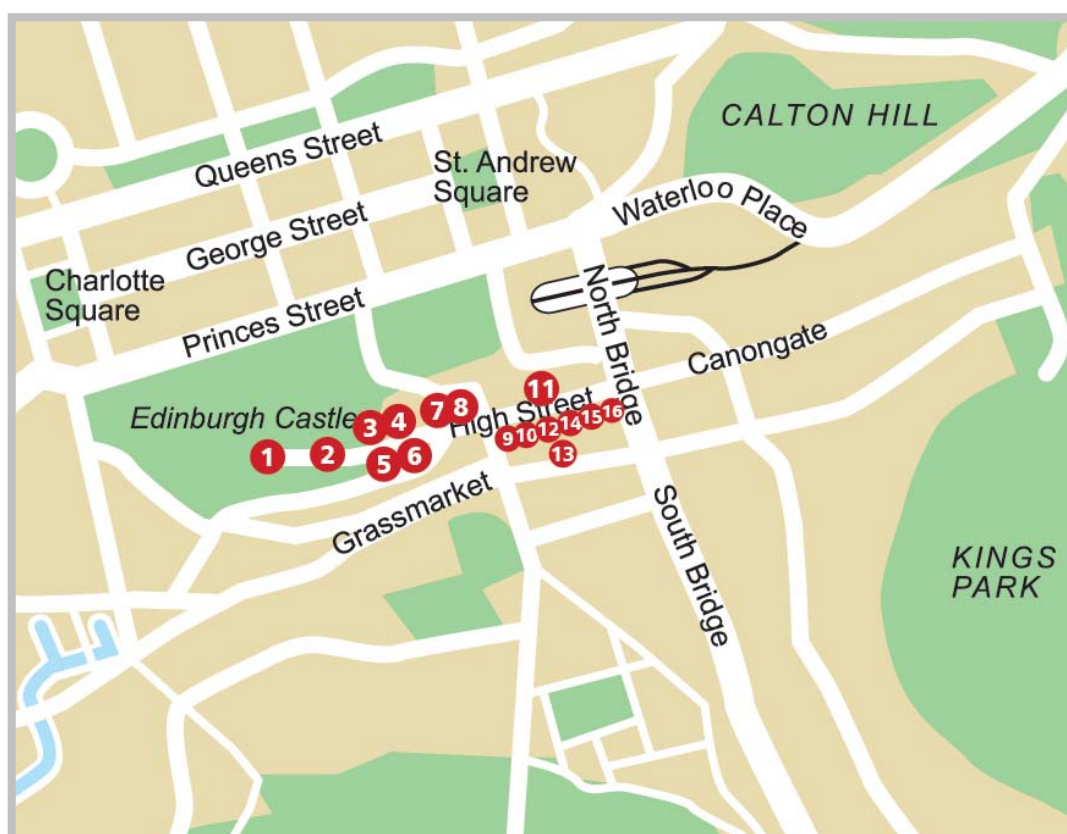 CALTON HILL
Queens Street
St. Andrew
Square
Waterloo Place
George Street
Charlotte
Square
Princes Street
North Bridge
Canongate
Edinburgh Castle
High Street
1
2
3
4
5
6
7
8
9
10
11
12
13
14
15
16
Grassmarket
South Bridge
KINGS
PARK